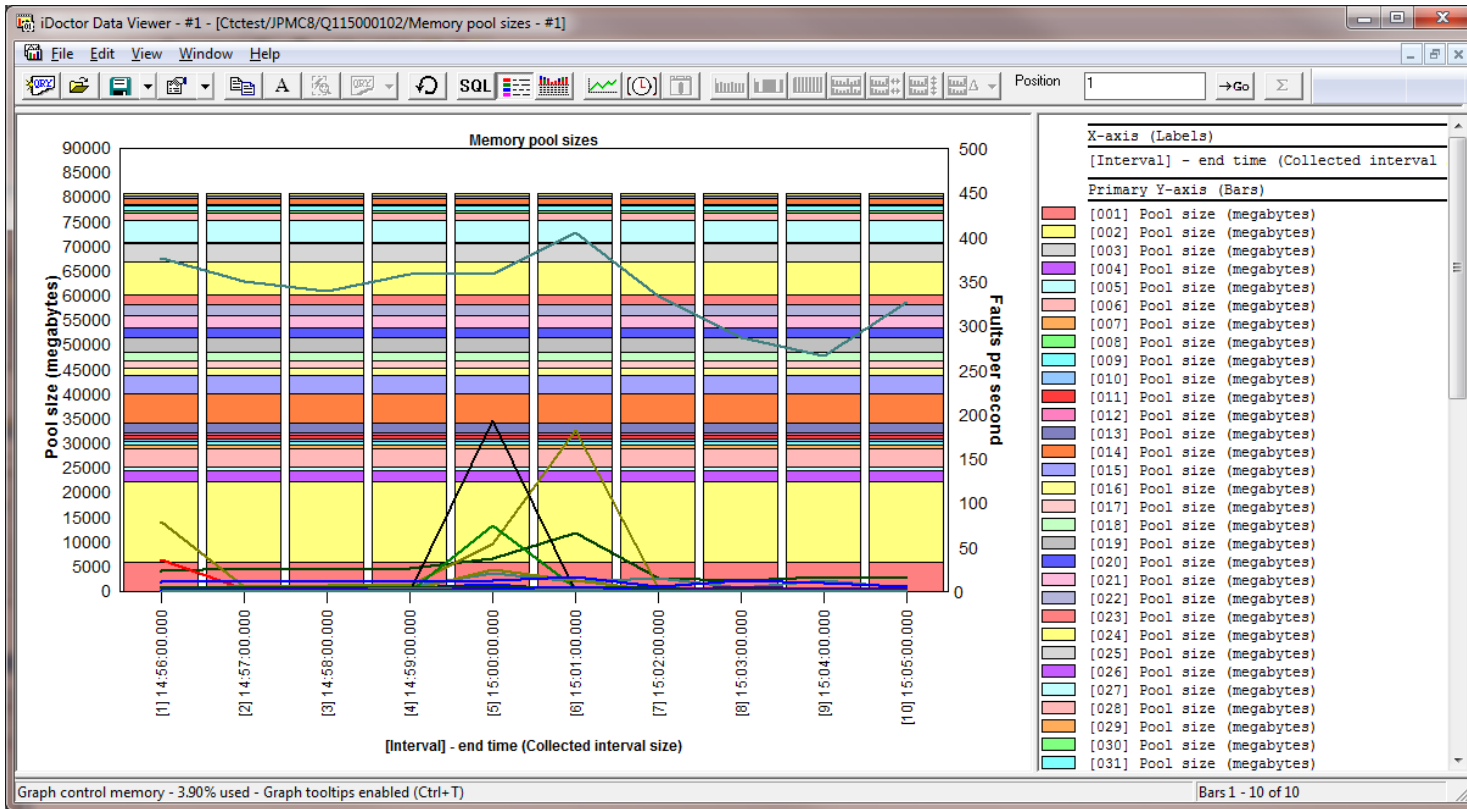 iDoctor Data Viewer - #1 - [Ctctest/JPMC8/Q115000102/Memory pool sizes - #1]
File Edit View Window Help
QRY A QRY SQL Position 1 →Go Σ
Memory pool sizes
90000
85000
80000
75000
70000
65000
60000
55000
50000
45000
40000
35000
30000
25000
20000
15000
10000
5000
0
Pool size (megabytes)
500
450
400
350
300
250
200
150
100
50
0
Faults per second
[1] 14:56:00.000
[2] 14:57:00.000
[3] 14:58:00.000
[4] 14:59:00.000
[5] 15:00:00.000
[6] 15:01:00.000
[7] 15:02:00.000
[8] 15:03:00.000
[9] 15:04:00.000
[10] 15:05:00.000
[Interval] - end time (Collected interval size)
X-axis (Labels)
[Interval] - end time (Collected interval
Primary Y-axis (Bars)
[001] Pool size (megabytes)
[002] Pool size (megabytes)
[003] Pool size (megabytes)
[004] Pool size (megabytes)
[005] Pool size (megabytes)
[006] Pool size (megabytes)
[007] Pool size (megabytes)
[008] Pool size (megabytes)
[009] Pool size (megabytes)
[010] Pool size (megabytes)
[011] Pool size (megabytes)
[012] Pool size (megabytes)
[013] Pool size (megabytes)
[014] Pool size (megabytes)
[015] Pool size (megabytes)
[016] Pool size (megabytes)
[017] Pool size (megabytes)
[018] Pool size (megabytes)
[019] Pool size (megabytes)
[020] Pool size (megabytes)
[021] Pool size (megabytes)
[022] Pool size (megabytes)
[023] Pool size (megabytes)
[024] Pool size (megabytes)
[025] Pool size (megabytes)
[026] Pool size (megabytes)
[027] Pool size (megabytes)
[028] Pool size (megabytes)
[029] Pool size (megabytes)
[030] Pool size (megabytes)
[031] Pool size (megabytes)
Graph control memory - 3.90% used - Graph tooltips enabled (Ctrl+T)
Bars 1 - 10 of 10